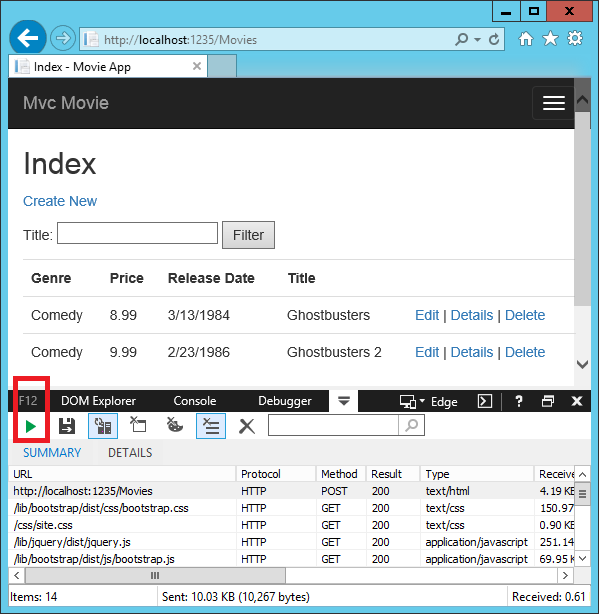 http://localhost:1235/Movies
Index - Movie App
Mvc Movie
Index
Create New
Title: Filter
Genre Price Release Date Title
Comedy 8.99 3/13/1984 Ghostbusters Edit | Details | Delete
Comedy 9.99 2/23/1986 Ghostbusters 2 Edit | Details | Delete
F12 DOM Explorer Console Debugger Edge ?
SUMMARY DETAILS
URL Protocol Method Result Type Receive
http://localhost:1235/Movies HTTP POST 200 text/html 4.19 KB
/lib/bootstrap/dist/css/bootstrap.css HTTP GET 200 text/css 150.97
/css/site.css HTTP GET 200 text/css 0.90 KB
/lib/jquery/dist/jquery.js HTTP GET 200 application/javascript 251.14
/lib/bootstrap/dist/js/bootstrap.js HTTP GET 200 application/javascript 69.95 K
Items: 14 Sent: 10.03 KB (10,267 bytes) Received: 0.61